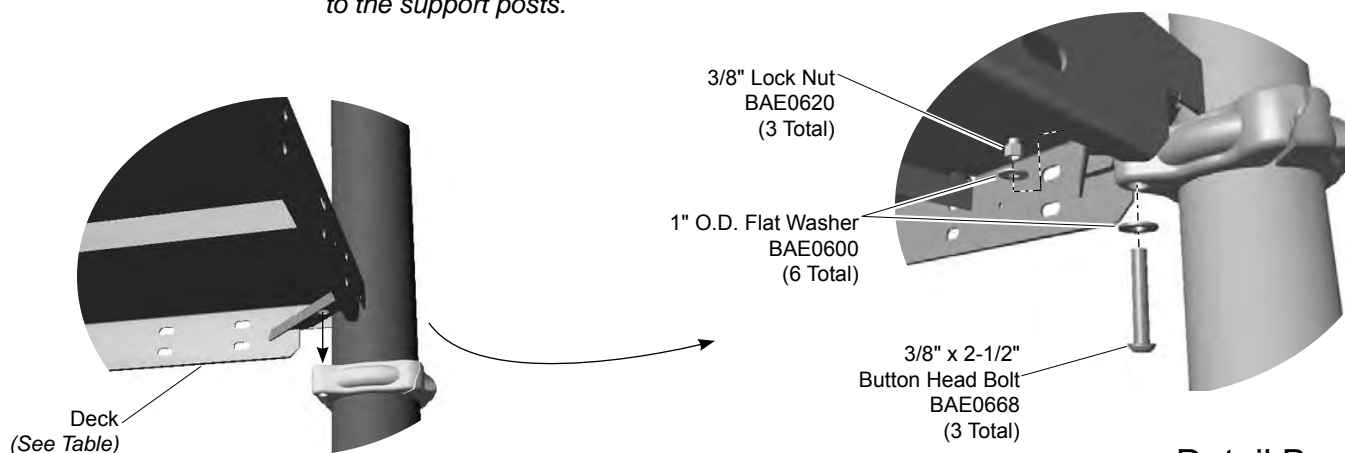 to the support posts.
3/8" Lock Nut
BAE0620
(3 Total)
1" O.D. Flat Washer
BAE0600
(6 Total)
3/8" x 2-1/2"
Button Head Bolt
BAE0668
(3 Total)
Deck
(See Table)